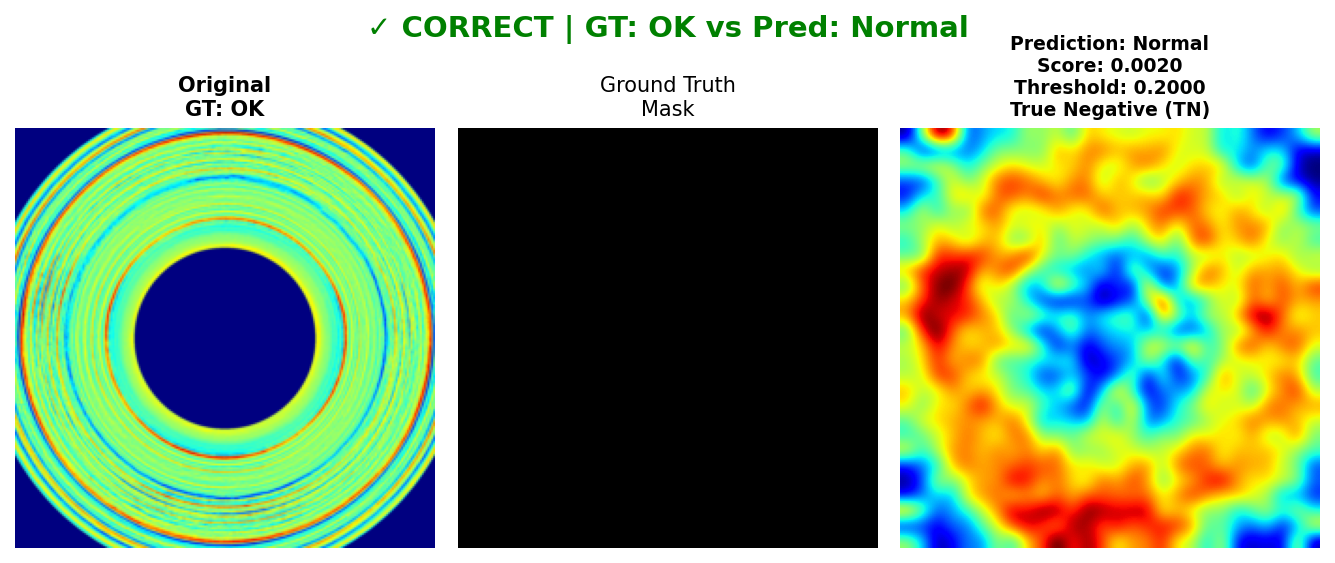 ✓ CORRECT | GT: OK vs Pred: Normal
Original
GT: OK
Ground Truth
Mask
Prediction: Normal
Score: 0.0020
Threshold: 0.2000
True Negative (TN)